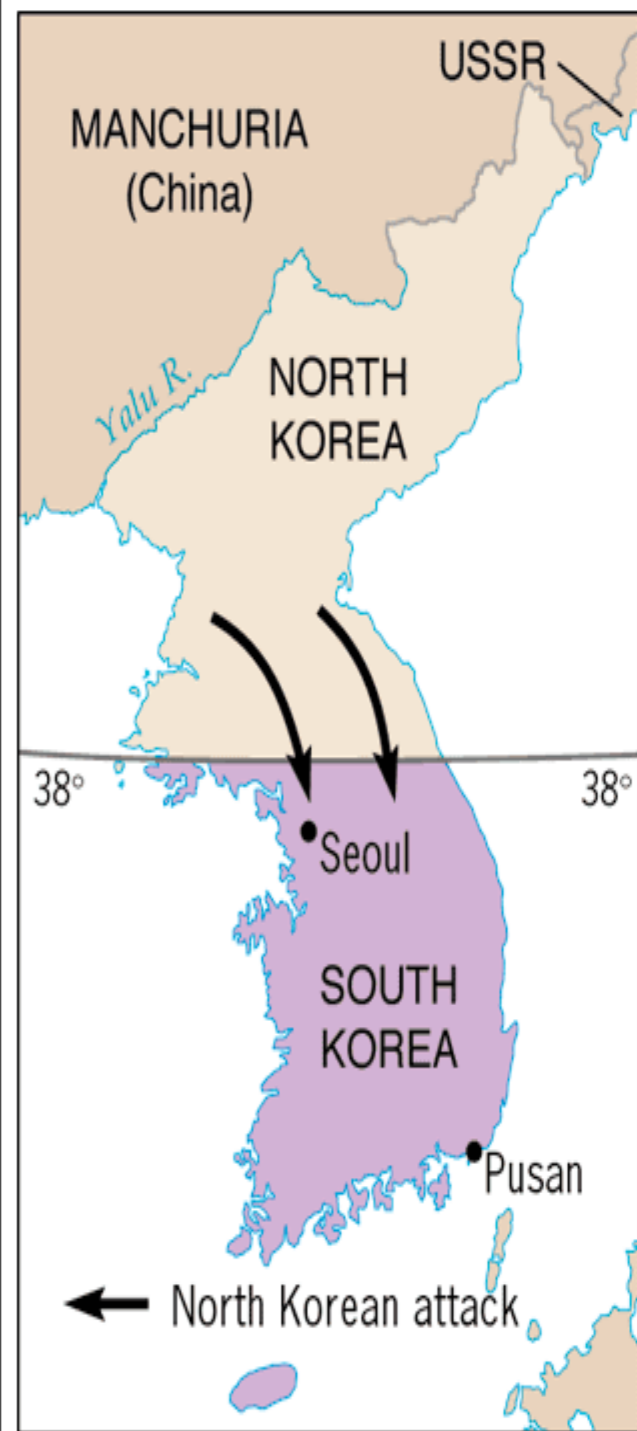 USSR
MANCHURIA
(China)
Yalu R.
NORTH
KOREA
38°
38°
Seoul
SOUTH
KOREA
Pusan
North Korean attack